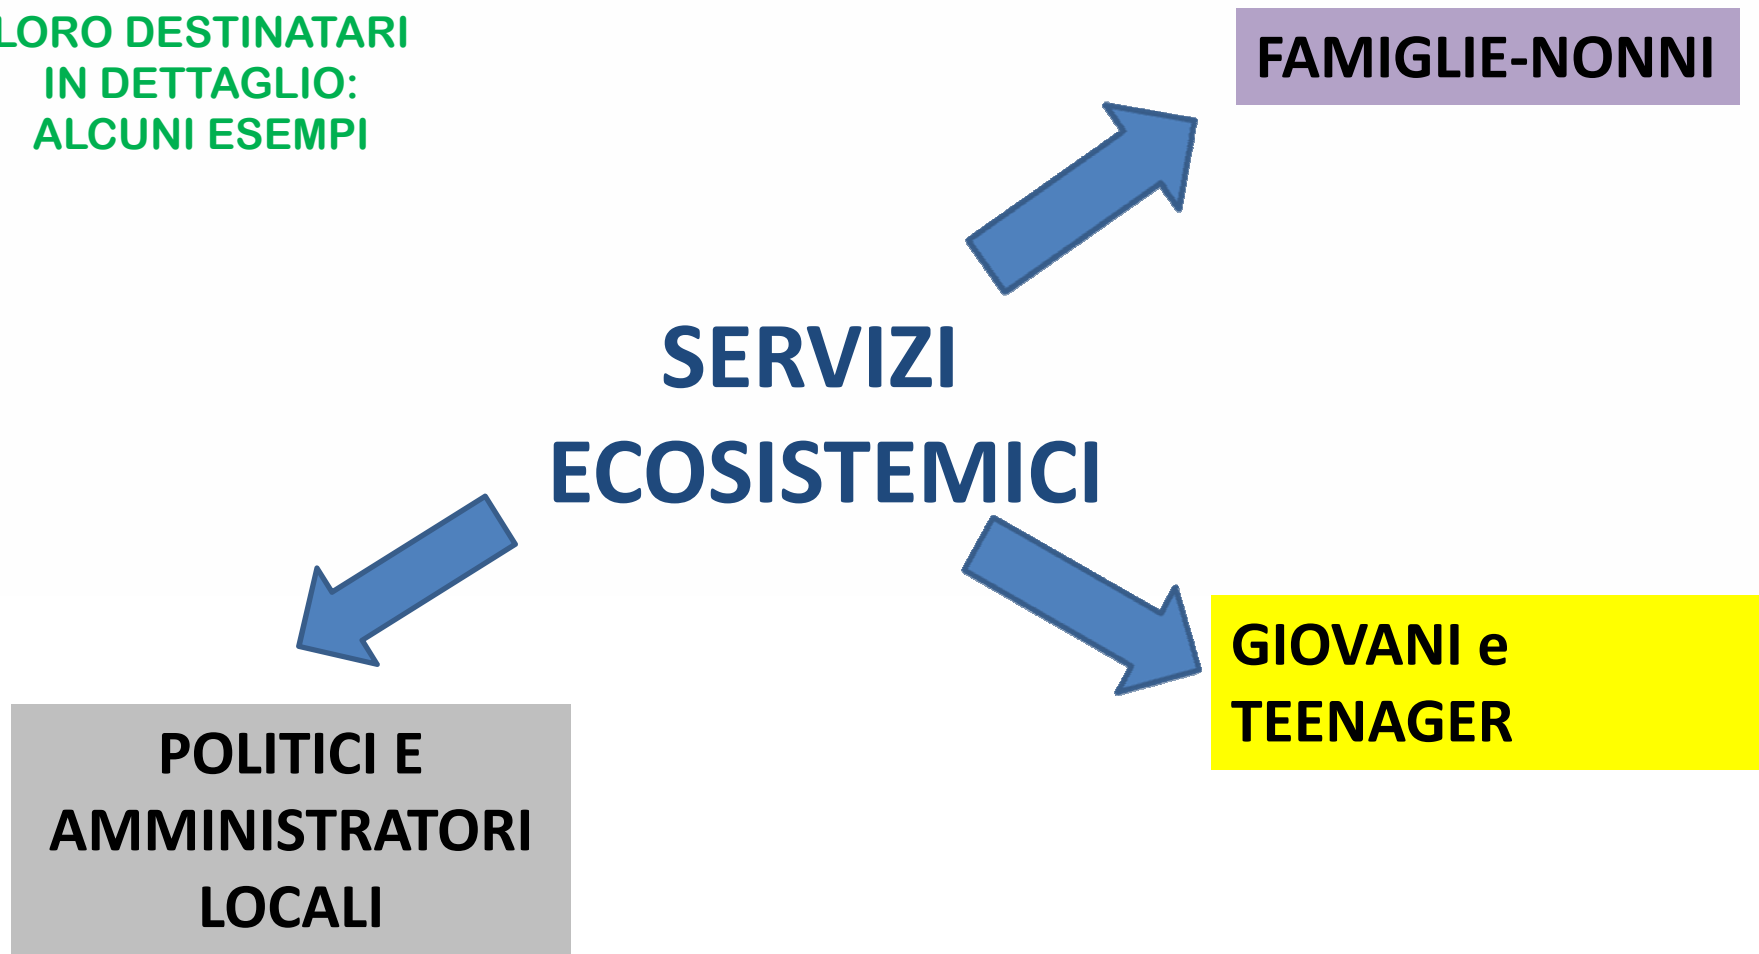 LORO DESTINATARI
IN DETTAGLIO:
ALCUNI ESEMPI
FAMIGLIE-NONNI
SERVIZI
ECOSISTEMICI
GIOVANI e
TEENAGER
POLITICI E
AMMINISTRATORI
LOCALI